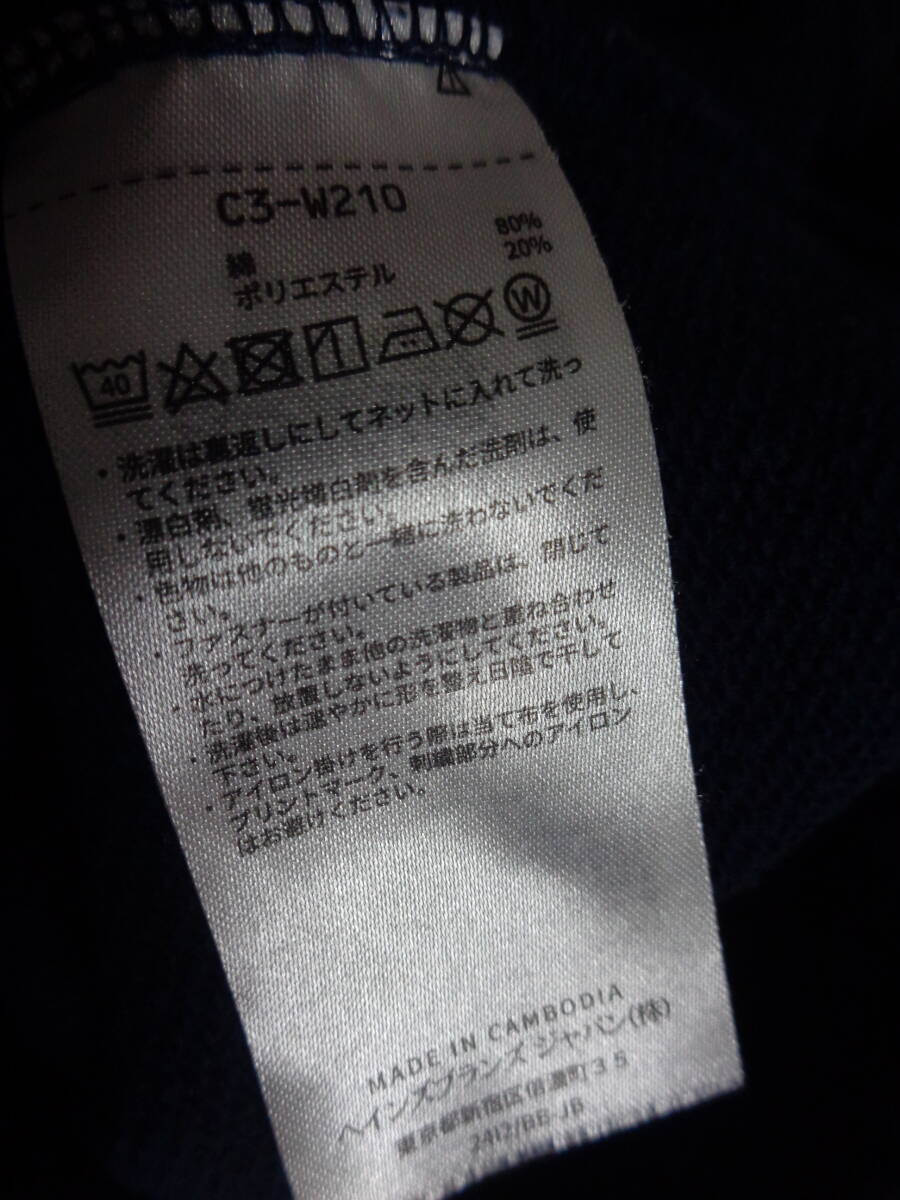 C3-W210
綿 80%
ポリエステル 20%
40
W
・洗濯は裏返しにしてネットに入れて洗っ
てください。
・漂白剤、蛍光増白剤を含んだ洗剤は、使
用しないでください。
・色物は他のものと一緒に洗わないでくだ
さい。
・ファスナーが付いている製品は、閉じて
洗ってください。
・水につけたまま他の洗濯物と重ね合わせ
たり、放置しないようにしてください。
・洗濯後は速やかに形を整え日陰で干して
下さい。
・アイロン掛けを行う際は当て布を使用し、
プリントマーク、刺繍部分へのアイロン
はお避けください。
MADE IN CAMBODIA
ヘインズブランズ ジャパン(株)
東京都新宿区信濃町35
2412/BE-JB